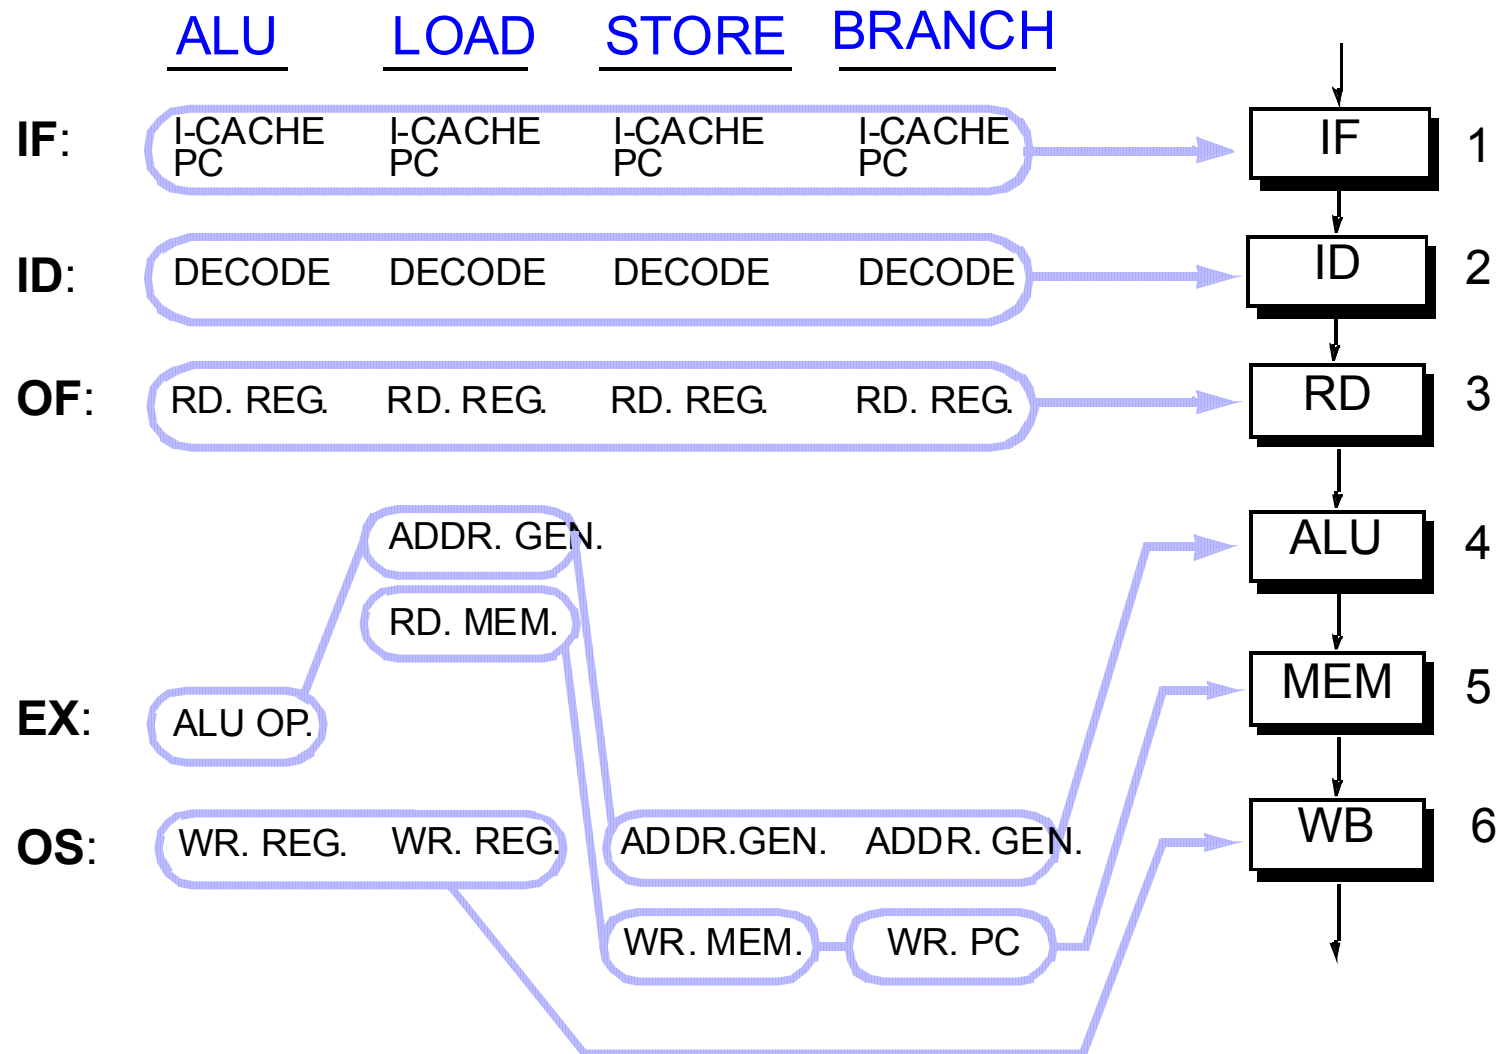 ALU LOAD STORE BRANCH
IF: I-CACHE I-CACHE I-CACHE I-CACHE IF 1
PC PC PC PC
ID: DECODE DECODE DECODE DECODE ID 2
OF: RD. REG. RD. REG. RD. REG. RD. REG. RD 3
ADDR. GEN. ALU 4
RD. MEM.
EX: ALU OP. MEM 5
OS: WR. REG. WR. REG. ADDR.GEN. ADDR. GEN. WB 6
WR. MEM. WR. PC